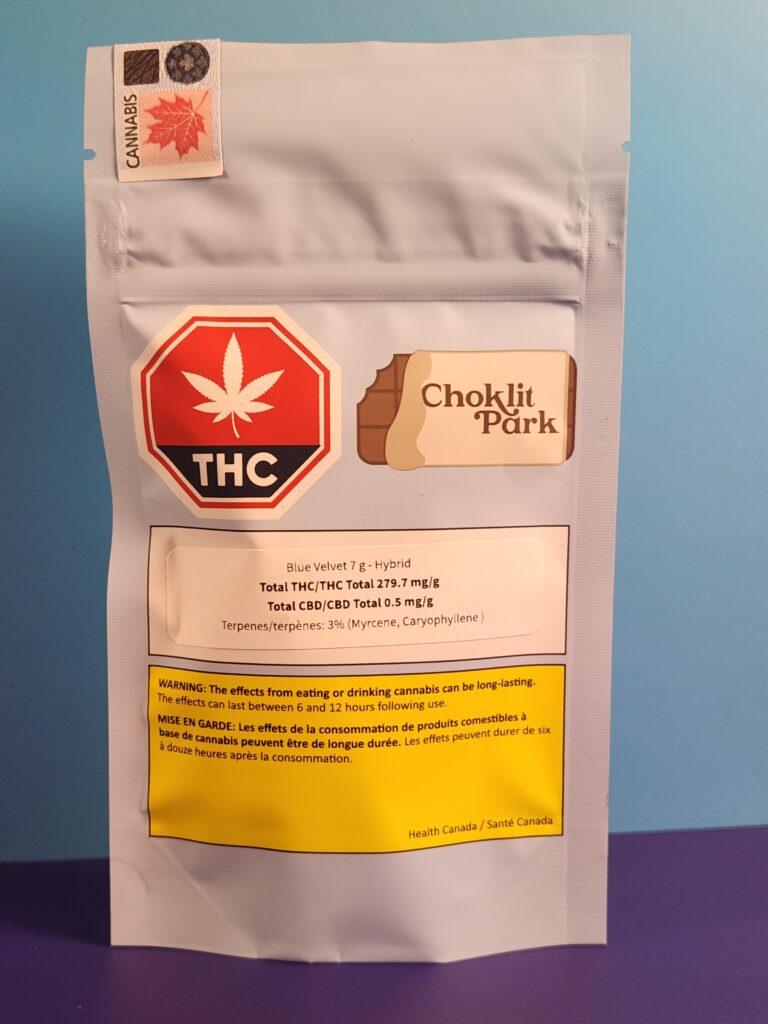 CANNABIS
THC
Choklit
Park
Blue Velvet 7 g - Hybrid
Total THC/THC Total 279.7 mg/g
Total CBD/CBD Total 0.5 mg/g
Terpenes/terpènes: 3% (Myrcene, Caryophyllene )
WARNING: The effects from eating or drinking cannabis can be long-lasting.
The effects can last between 6 and 12 hours following use.
MISE EN GARDE: Les effets de la consommation de produits comestibles à
base de cannabis peuvent être de longue durée. Les effets peuvent durer de six
à douze heures après la consommation.
Health Canada / Santé Canada